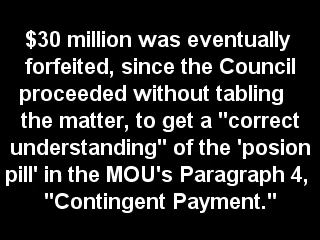 $30 million was eventually
forfeited, since the Council
proceeded without tabling
the matter, to get a "correct
understanding" of the 'posion
pill' in the MOU's Paragraph 4,
"Contingent Payment."